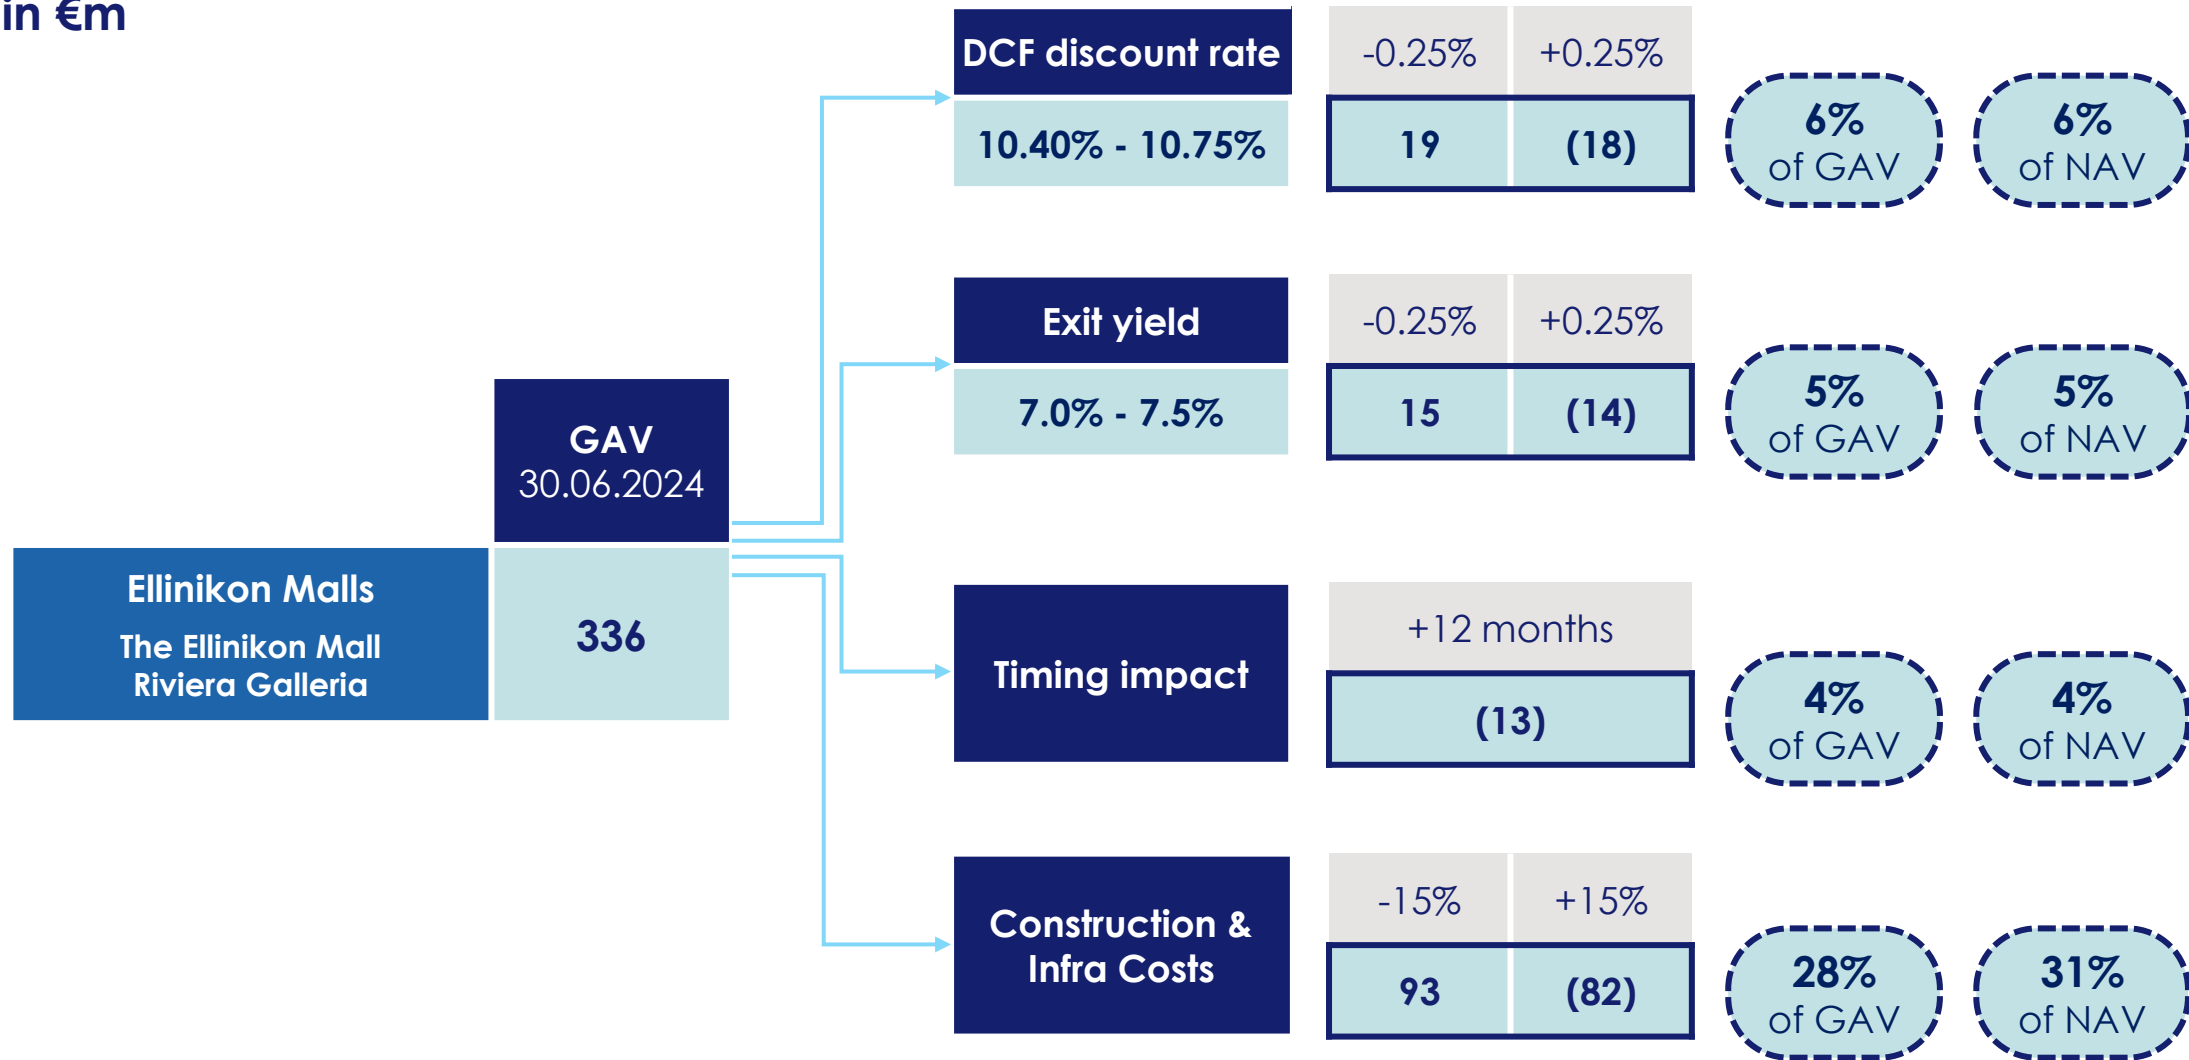 in €m
DCF discount rate
-0.25%
+0.25%
10.40% - 10.75%
19
(18)
6%
of GAV
6%
of NAV
Exit yield
-0.25%
+0.25%
7.0% - 7.5%
15
(14)
5%
of GAV
5%
of NAV
GAV
30.06.2024
Ellinikon Malls
The Ellinikon Mall
Riviera Galleria
336
Timing impact
+12 months
(13)
4%
of GAV
4%
of NAV
Construction &
Infra Costs
-15%
+15%
93
(82)
28%
of GAV
31%
of NAV